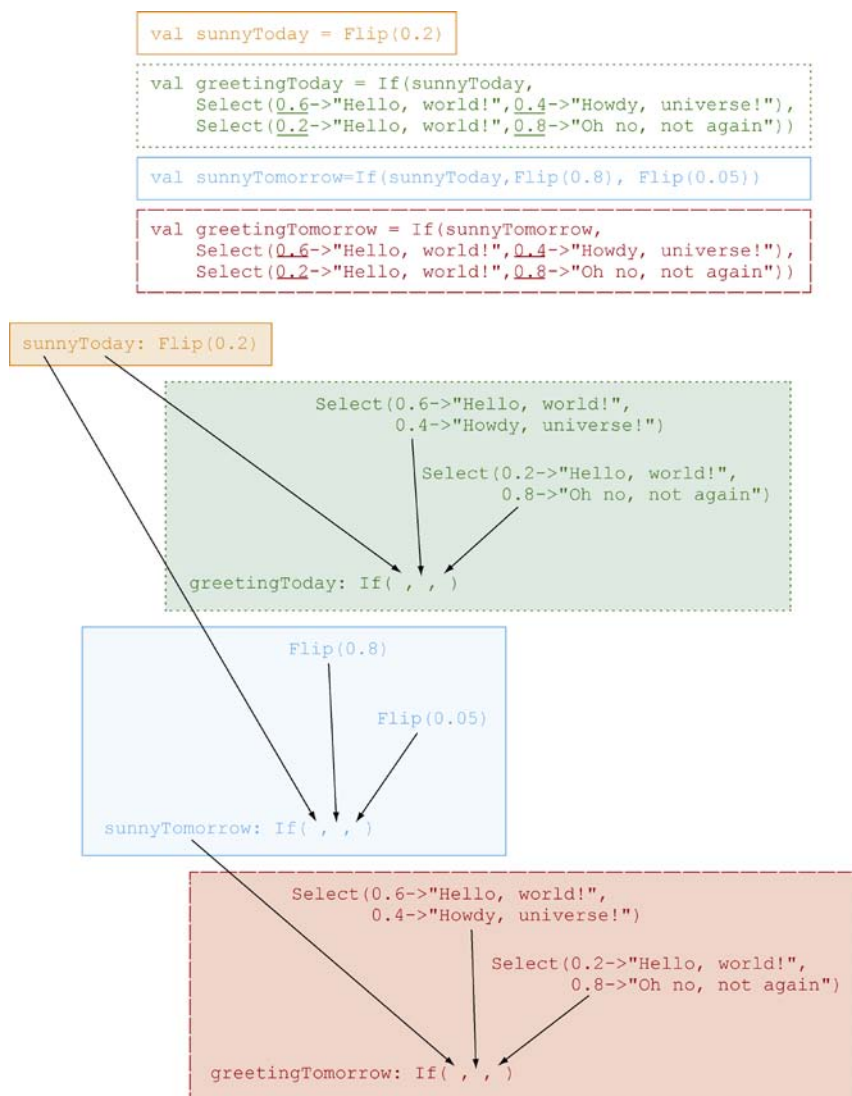 val sunnyToday = Flip(0.2)
val greetingToday = If(sunnyToday,
Select(0.6->"Hello, world!",0.4->"Howdy, universe!"),
Select(0.2->"Hello, world!",0.8->"Oh no, not again"))
val sunnyTomorrow=If(sunnyToday,Flip(0.8), Flip(0.05))
val greetingTomorrow = If(sunnyTomorrow,
Select(0.6->"Hello, world!",0.4->"Howdy, universe!"),
Select(0.2->"Hello, world!",0.8->"Oh no, not again"))
sunnyToday: Flip(0.2)
Select(0.6->"Hello, world!",
0.4->"Howdy, universe!")
Select(0.2->"Hello, world!",
0.8->"Oh no, not again")
greetingToday: If( , , )
Flip(0.8)
Flip(0.05)
sunnyTomorrow: If( , , )
Select(0.6->"Hello, world!",
0.4->"Howdy, universe!")
Select(0.2->"Hello, world!",
0.8->"Oh no, not again")
greetingTomorrow: If( , , )